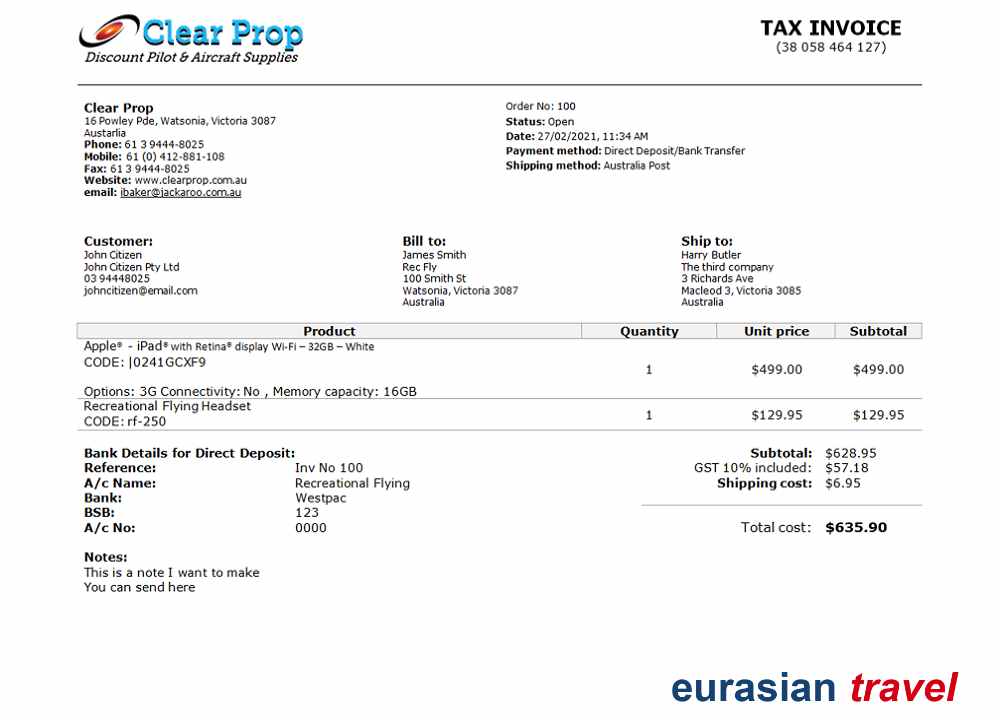 Clear Prop
Discount Pilot & Aircraft Supplies
TAX INVOICE
(38 058 464 127)
Clear Prop
16 Powley Pde, Watsonia, Victoria 3087
Austarlia
Phone: 61 3 9444-8025
Mobile: 61 (0) 412-881-108
Fax: 61 3 9444-8025
Website: www.clearprop.com.au
email: ibaker@jackaroo.com.au
Order No: 100
Status: Open
Date: 27/02/2021, 11:34 AM
Payment method: Direct Deposit/Bank Transfer
Shipping method: Australia Post
Customer:
John Citizen
John Citizen Pty Ltd
03 94448025
johncitizen@email.com
Bill to:
James Smith
Rec Fly
100 Smith St
Watsonia, Victoria 3087
Australia
Ship to:
Harry Butler
The third company
3 Richards Ave
Macleod 3, Victoria 3085
Australia
Product Quantity Unit price Subtotal
Apple® - iPad® with Retina® display Wi-Fi – 32GB – White
CODE: |0241GCXF9
1 $499.00 $499.00
Options: 3G Connectivity: No , Memory capacity: 16GB
Recreational Flying Headset
CODE: rf-250
1 $129.95 $129.95
Bank Details for Direct Deposit:
Reference: Inv No 100
A/c Name: Recreational Flying
Bank: Westpac
BSB: 123
A/c No: 0000
Subtotal: $628.95
GST 10% included: $57.18
Shipping cost: $6.95
Total cost: $635.90
Notes:
This is a note I want to make
You can send here
eurasian travel